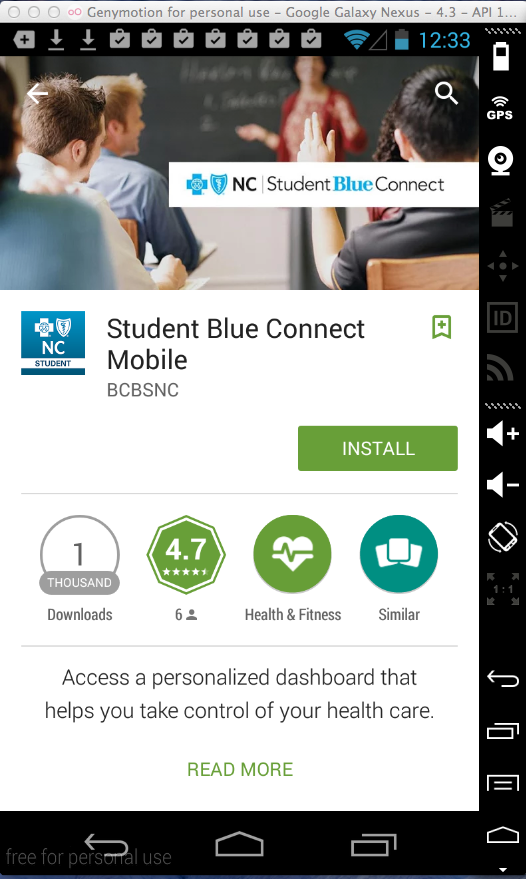 Genymotion for personal use – Google Galaxy Nexus – 4.3 – API 1...
12:33
GPS
NC | Student Blue Connect
ID
NC
STUDENT
Student Blue Connect
Mobile
BCBSNC
INSTALL
1
THOUSAND
Downloads
4.7
6
Health & Fitness
Similar
1:1
Access a personalized dashboard that
helps you take control of your health care.
READ MORE
free for personal use